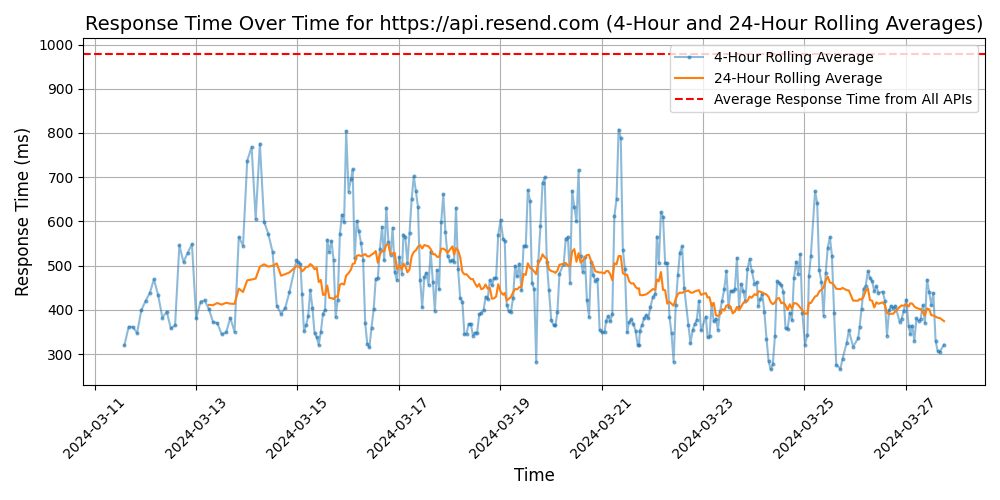 Response Time Over Time for https://api.resend.com (4-Hour and 24-Hour Rolling Averages)
4-Hour Rolling Average
24-Hour Rolling Average
Average Response Time from All APIs
Response Time (ms)
1000
900
800
700
600
500
400
300
2024-03-11
2024-03-13
2024-03-15
2024-03-17
2024-03-19
2024-03-21
2024-03-23
2024-03-25
2024-03-27
Time